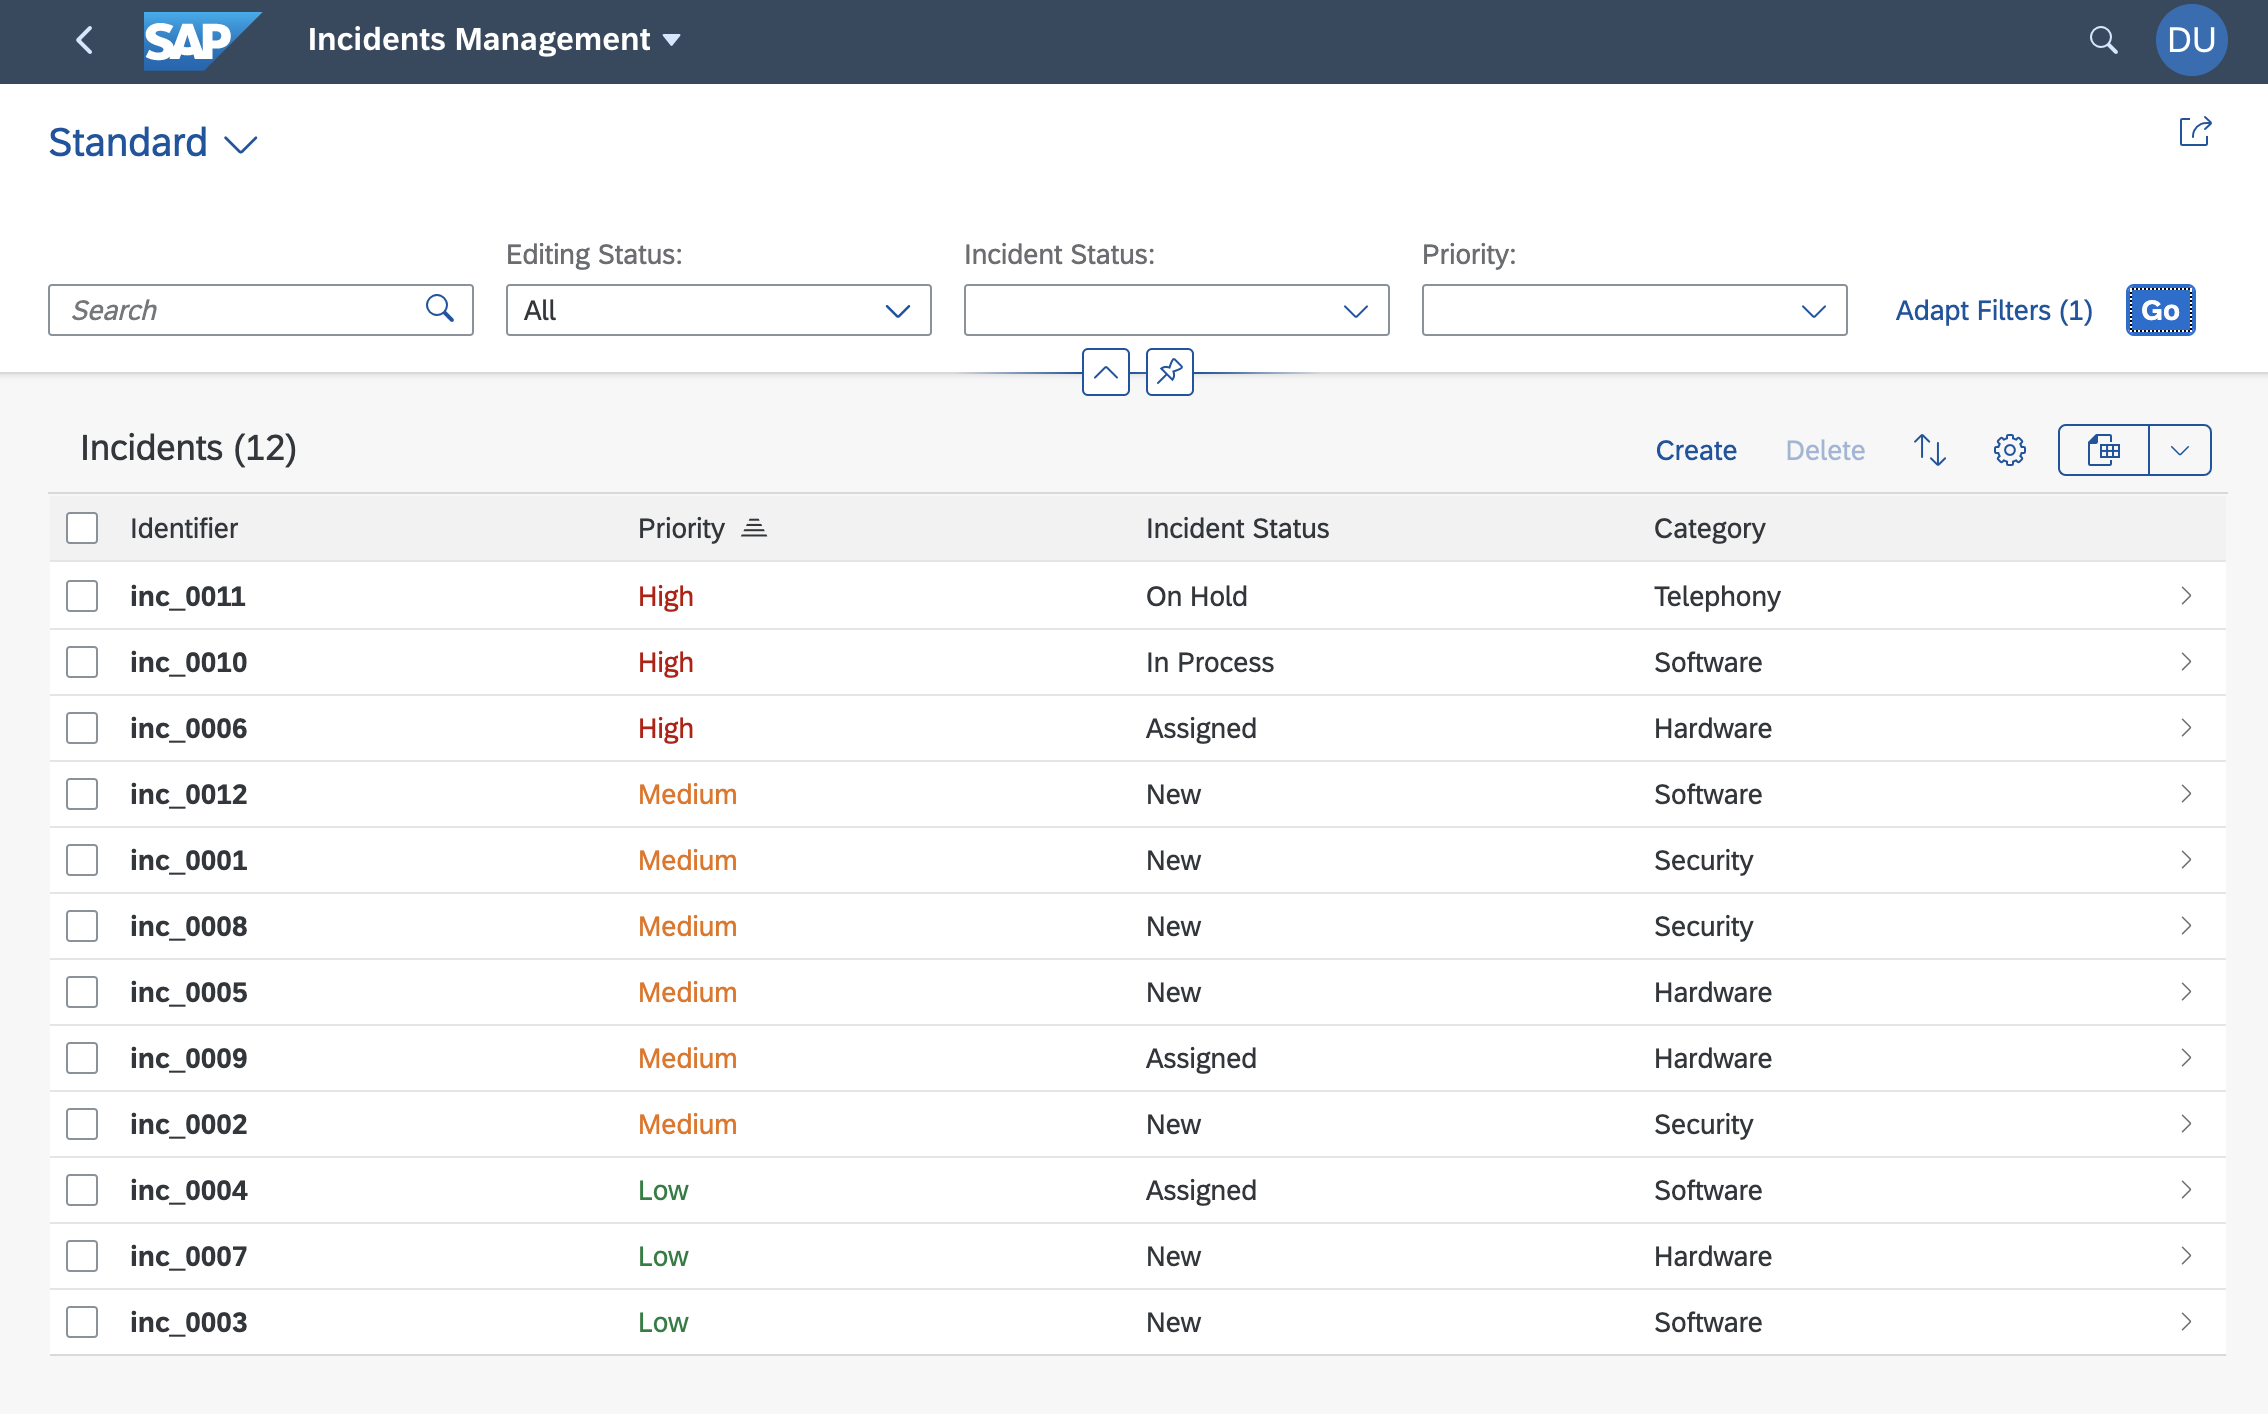 SAP Incidents Management DU
Standard
Editing Status: Incident Status: Priority:
Search All Adapt Filters (1) Go
Incidents (12) Create Delete
Identifier Priority Incident Status Category
inc_0011 High On Hold Telephony
inc_0010 High In Process Software
inc_0006 High Assigned Hardware
inc_0012 Medium New Software
inc_0001 Medium New Security
inc_0008 Medium New Security
inc_0005 Medium New Hardware
inc_0009 Medium Assigned Hardware
inc_0002 Medium New Security
inc_0004 Low Assigned Software
inc_0007 Low New Hardware
inc_0003 Low New Software